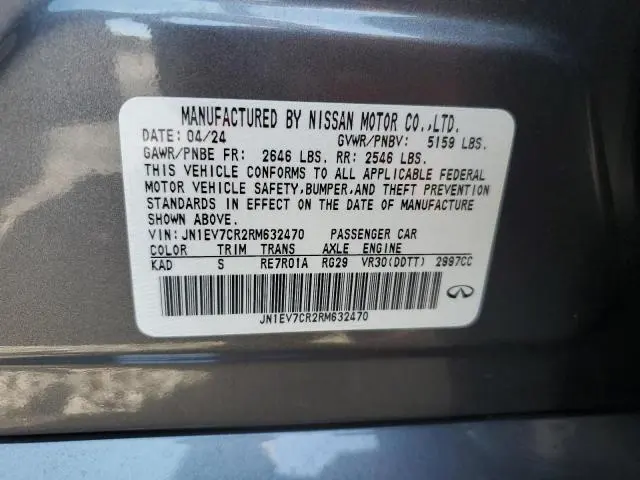 MANUFACTURED BY NISSAN MOTOR CO.,LTD.
DATE: 04/24 GVWR/PNBV: 5159 LBS.
GAWR/PNBE FR: 2646 LBS. RR: 2546 LBS.
THIS VEHICLE CONFORMS TO ALL APPLICABLE FEDERAL
MOTOR VEHICLE SAFETY,BUMPER,AND THEFT PREVENTION
STANDARDS IN EFFECT ON THE DATE OF MANUFACTURE
SHOWN ABOVE.
VIN:JN1EV7CR2RM632470 PASSENGER CAR
COLOR TRIM TRANS AXLE ENGINE
KAD S RE7R01A RG29 VR30(DDTT) 2997CC
JN1EV7CR2RM632470